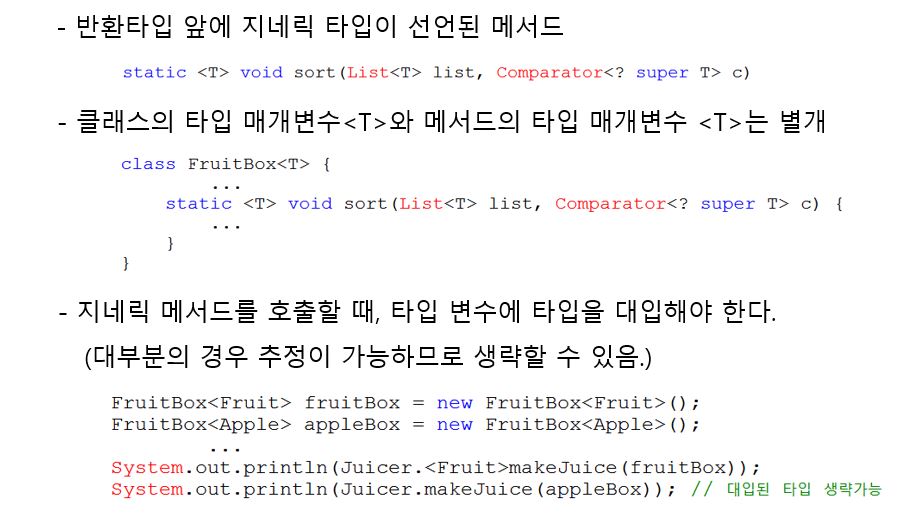 - 반환타입 앞에 지네릭 타입이 선언된 메서드
static <T> void sort(List<T> list, Comparator<? super T> c)
- 클래스의 타입 매개변수<T>와 메서드의 타입 매개변수 <T>는 별개
class FruitBox<T> {
...
static <T> void sort(List<T> list, Comparator<? super T> c) {
...
}
}
- 지네릭 메서드를 호출할 때, 타입 변수에 타입을 대입해야 한다.
(대부분의 경우 추정이 가능하므로 생략할 수 있음.)
FruitBox<Fruit> fruitBox = new FruitBox<Fruit>();
FruitBox<Apple> appleBox = new FruitBox<Apple>();
...
System.out.println(Juicer.<Fruit>makeJuice(fruitBox));
System.out.println(Juicer.makeJuice(appleBox)); // 대입된 타입 생략가능